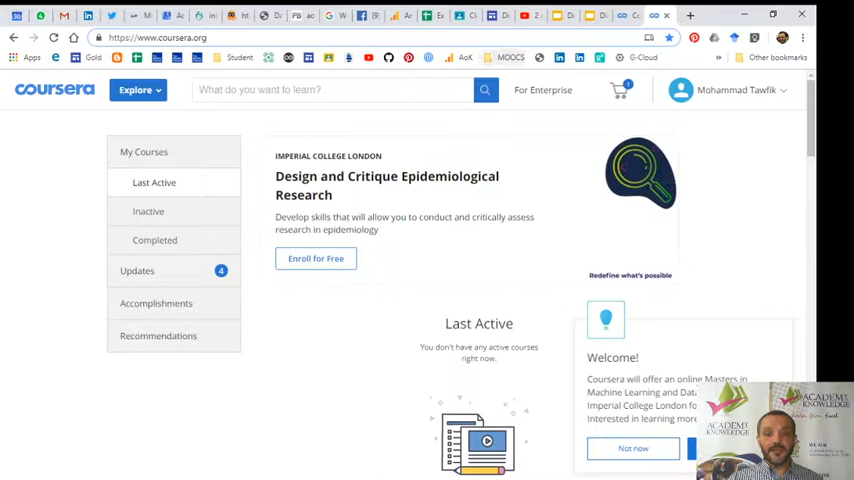 https://www.coursera.org
Apps
Gold
Student
AoK
MOOCS
G-Cloud
Other bookmarks
coursera
Explore
What do you want to learn?
For Enterprise
1
Mohammad Tawfik
My Courses
Last Active
Inactive
Completed
Updates
4
Accomplishments
Recommendations
IMPERIAL COLLEGE LONDON
Design and Critique Epidemiological
Research
Develop skills that will allow you to conduct and critically assess
research in epidemiology
Enroll for Free
Redefine what's possible
Last Active
You don't have any active courses
right now.
Welcome!
Coursera will offer an online Masters in
Machine Learning and Data
Imperial College London fo
Interested in learning more
Not now
ACADEMY
KNOWLEDGE
ACADEMY
KNOWLEDGE